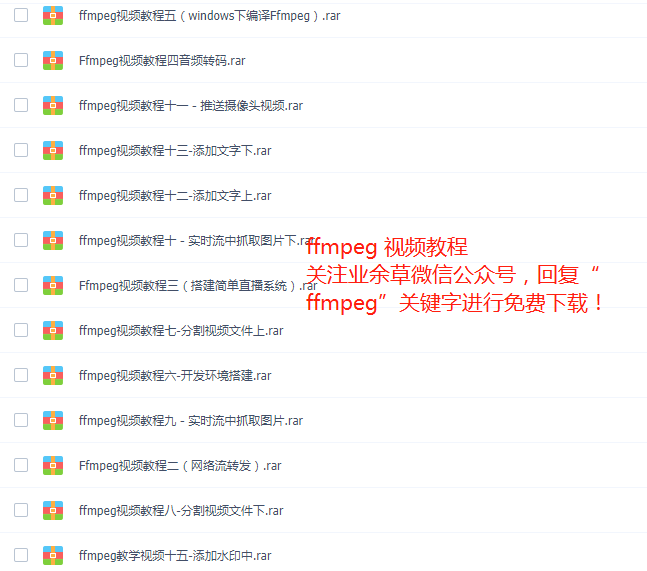 ffmpeg视频教程五（windows下编译Ffmpeg）.rar
Ffmpeg视频教程四音频转码.rar
ffmpeg视频教程十一 - 推送摄像头视频.rar
ffmpeg视频教程十三-添加文字下.rar
ffmpeg视频教程十二-添加文字上.rar
ffmpeg视频教程十 - 实时流中抓取图片下.rar
Ffmpeg视频教程三（搭建简单直播系统）.rar
ffmpeg 视频教程
关注业余草微信公众号，回复“
ffmpeg”关键字进行免费下载！
ffmpeg视频教程七-分割视频文件上.rar
ffmpeg视频教程六-开发环境搭建.rar
ffmpeg视频教程九 - 实时流中抓取图片.rar
Ffmpeg视频教程二（网络流转发）.rar
ffmpeg视频教程八-分割视频文件下.rar
ffmpeg教学视频十五-添加水印中.rar